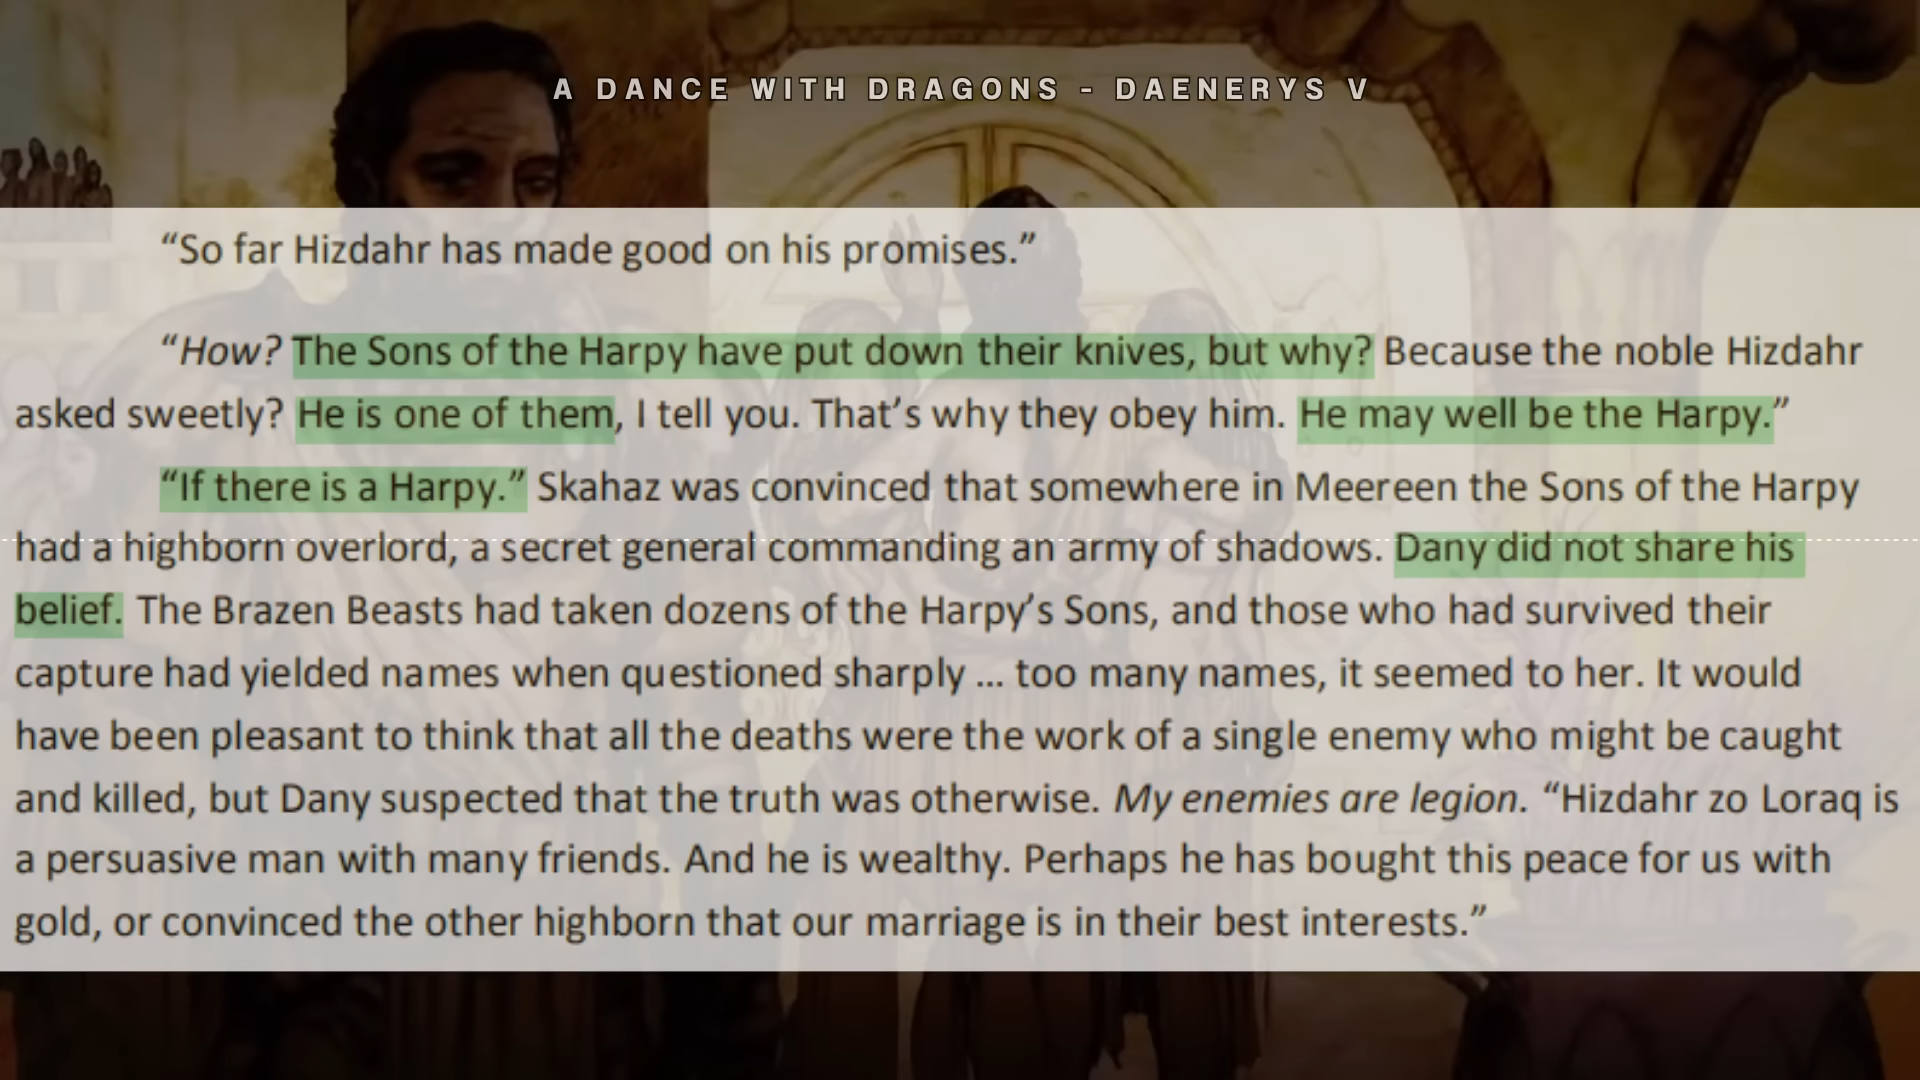 A DANCE WITH DRAGONS - DAENERYS V
“So far Hizdahr has made good on his promises.”
“How? The Sons of the Harpy have put down their knives, but why? Because the noble Hizdahr
asked sweetly? He is one of them, I tell you. That’s why they obey him. He may well be the Harpy.”
“If there is a Harpy.” Skahaz was convinced that somewhere in Meereen the Sons of the Harpy
had a highborn overlord, a secret general commanding an army of shadows. Dany did not share his
belief. The Brazen Beasts had taken dozens of the Harpy’s Sons, and those who had survived their
capture had yielded names when questioned sharply ... too many names, it seemed to her. It would
have been pleasant to think that all the deaths were the work of a single enemy who might be caught
and killed, but Dany suspected that the truth was otherwise. My enemies are legion. “Hizdahr zo Loraq is
a persuasive man with many friends. And he is wealthy. Perhaps he has bought this peace for us with
gold, or convinced the other highborn that our marriage is in their best interests.”